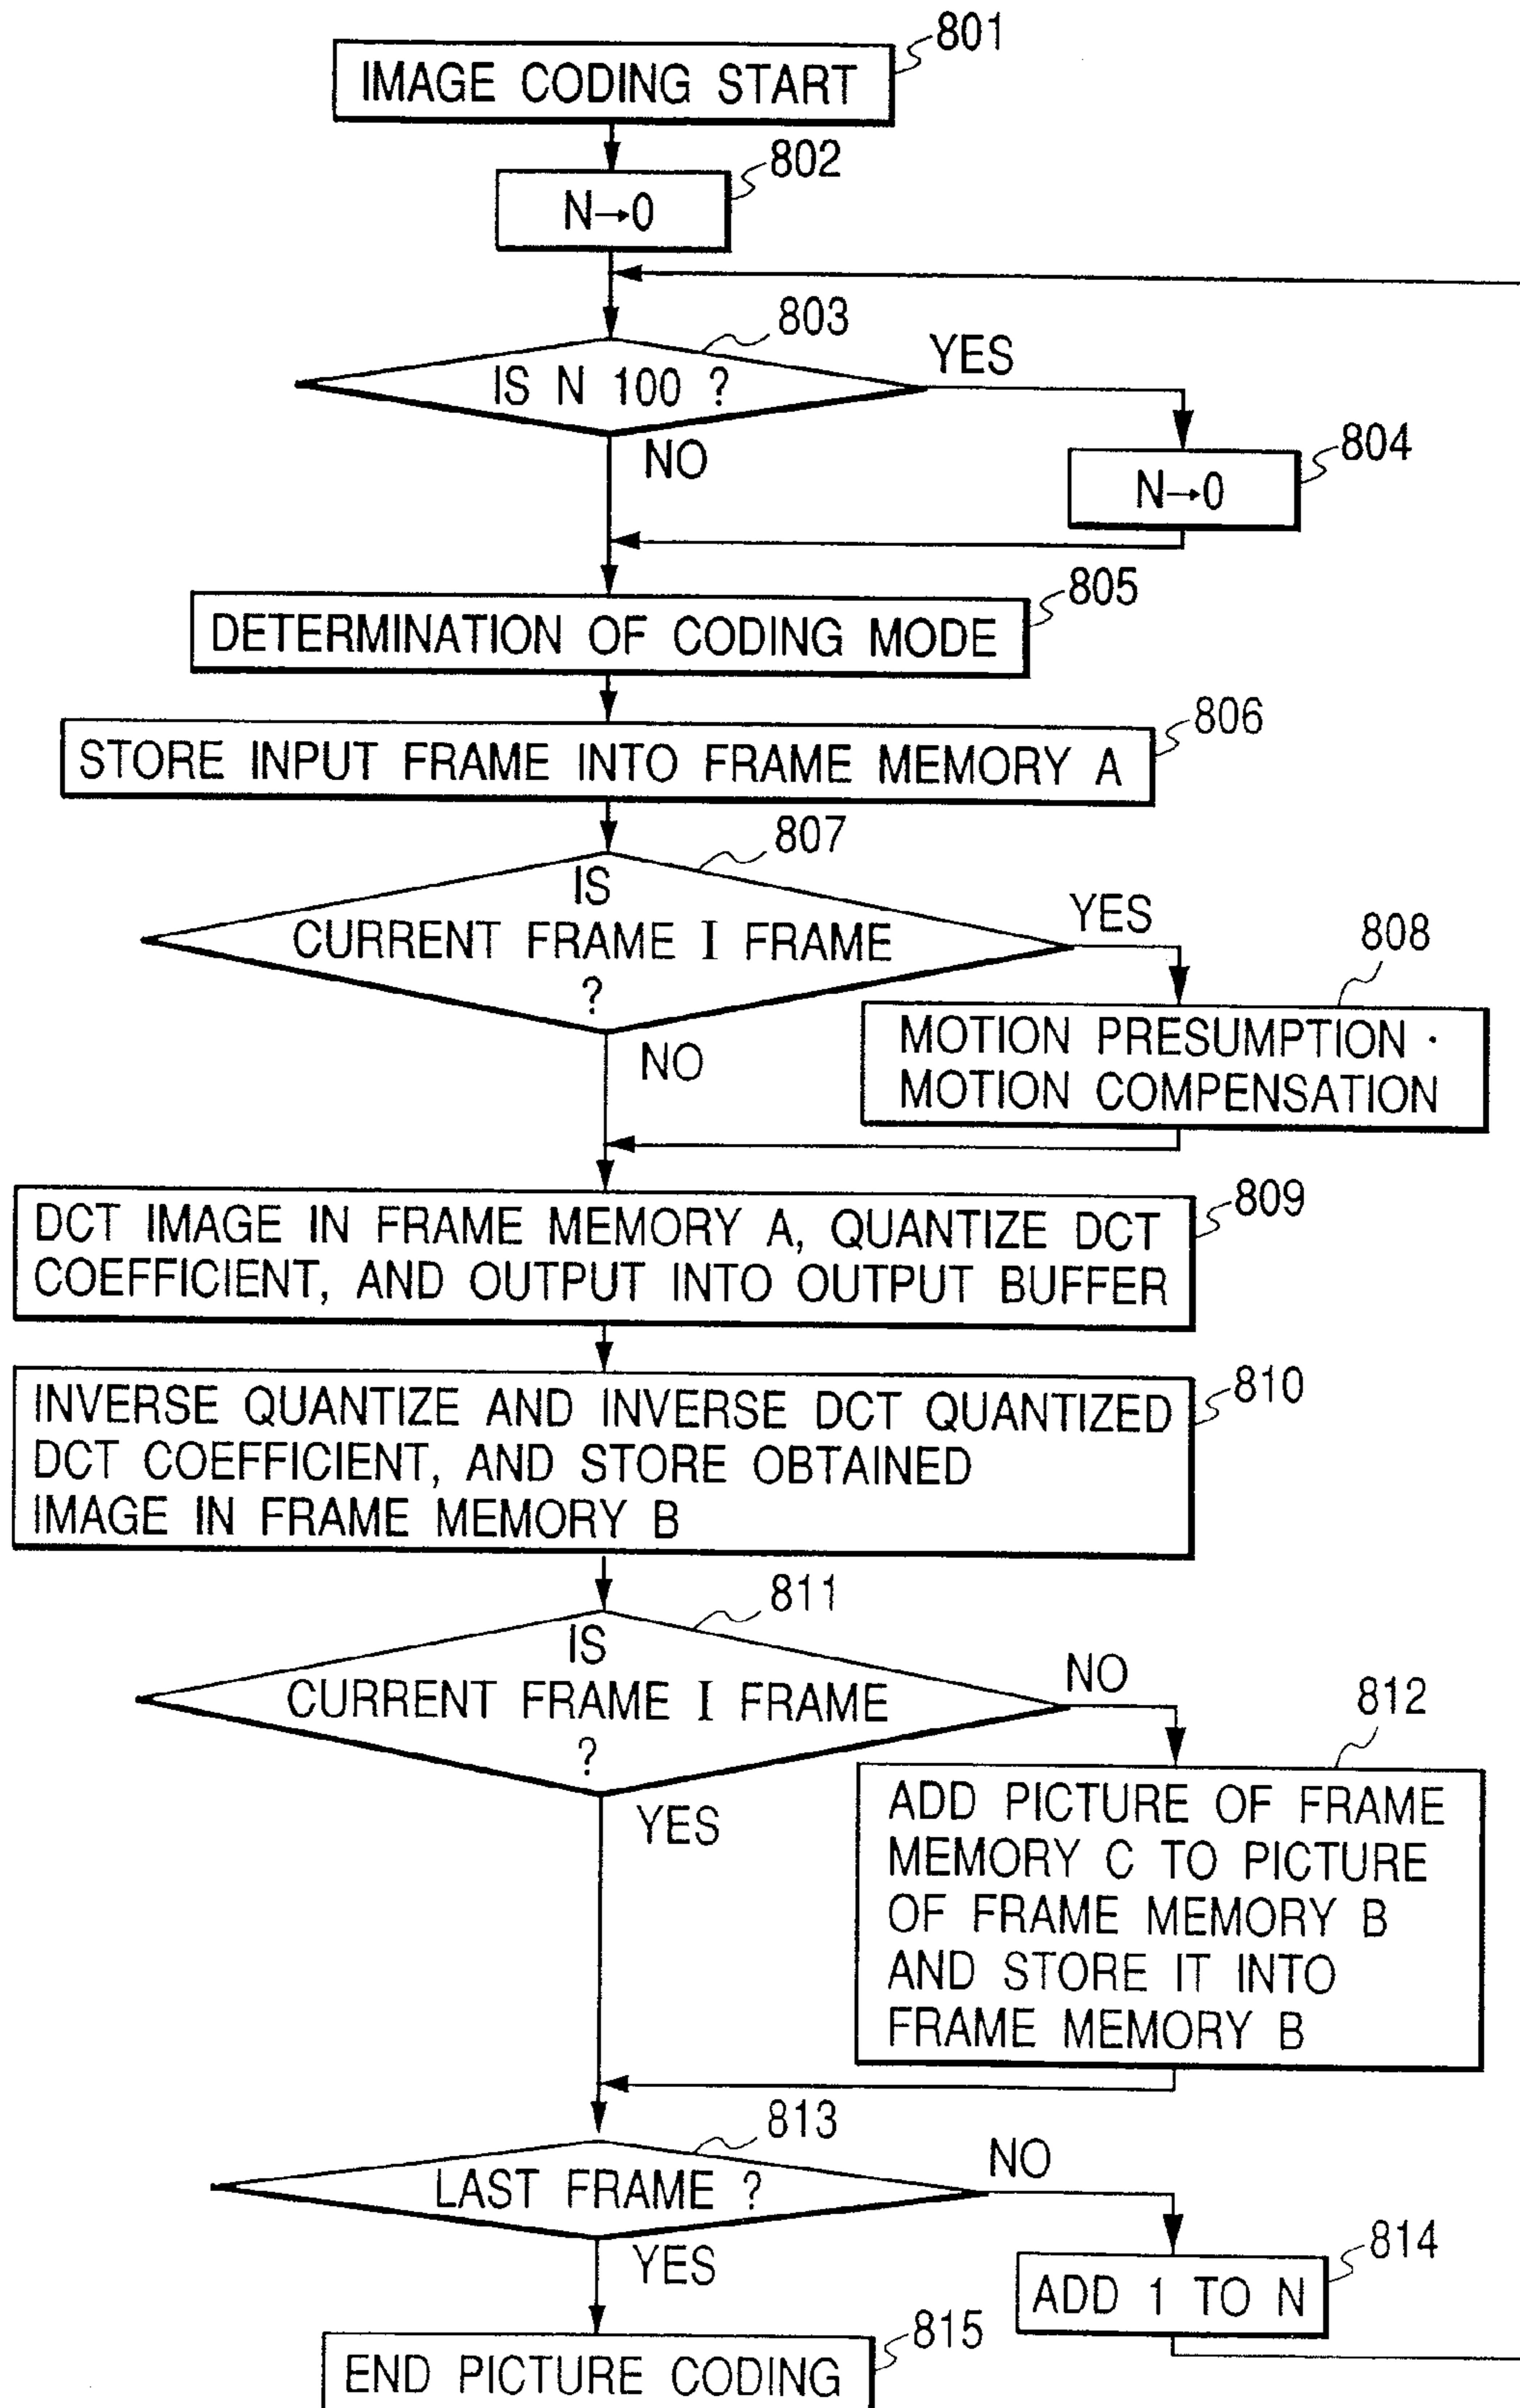 801
IMAGE CODING START
802
N→0
803
IS N 100 ?
YES
NO
804
N→0
805
DETERMINATION OF CODING MODE
806
STORE INPUT FRAME INTO FRAME MEMORY A
807
IS
CURRENT FRAME I FRAME
?
YES
NO
808
MOTION PRESUMPTION ·
MOTION COMPENSATION
809
DCT IMAGE IN FRAME MEMORY A, QUANTIZE DCT
COEFFICIENT, AND OUTPUT INTO OUTPUT BUFFER
810
INVERSE QUANTIZE AND INVERSE DCT QUANTIZED
DCT COEFFICIENT, AND STORE OBTAINED
IMAGE IN FRAME MEMORY B
811
IS
CURRENT FRAME I FRAME
?
NO
YES
812
ADD PICTURE OF FRAME
MEMORY C TO PICTURE
OF FRAME MEMORY B
AND STORE IT INTO
FRAME MEMORY B
813
LAST FRAME ?
NO
YES
814
ADD 1 TO N
815
END PICTURE CODING